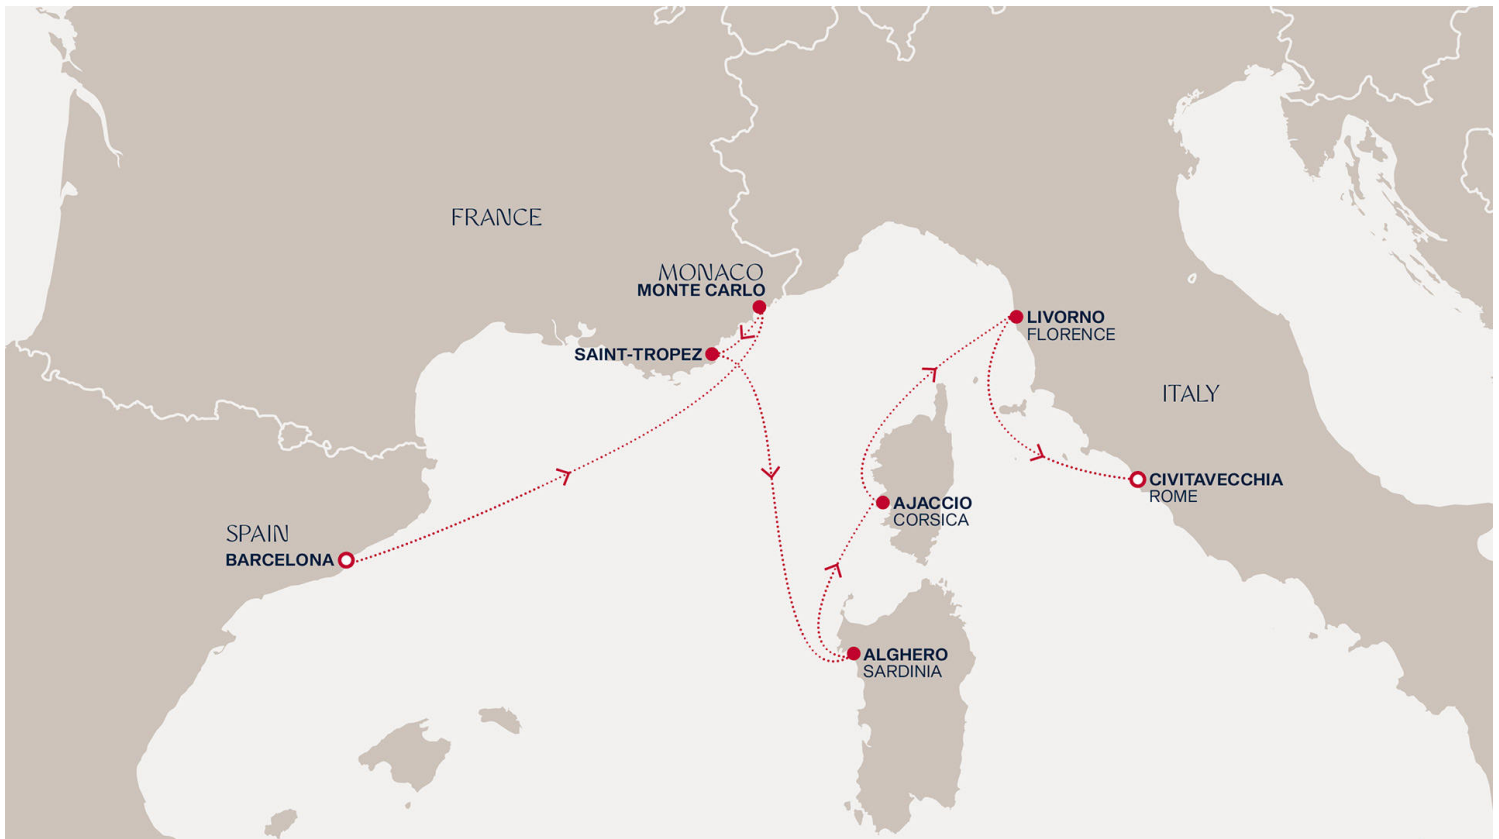 FRANCE
MONACO
MONTE CARLO
SAINT-TROPEZ
LIVORNO
FLORENCE
ITALY
CIVITAVECCHIA
ROME
AJACCIO
CORSICA
SPAIN
BARCELONA
ALGHERO
SARDINIA